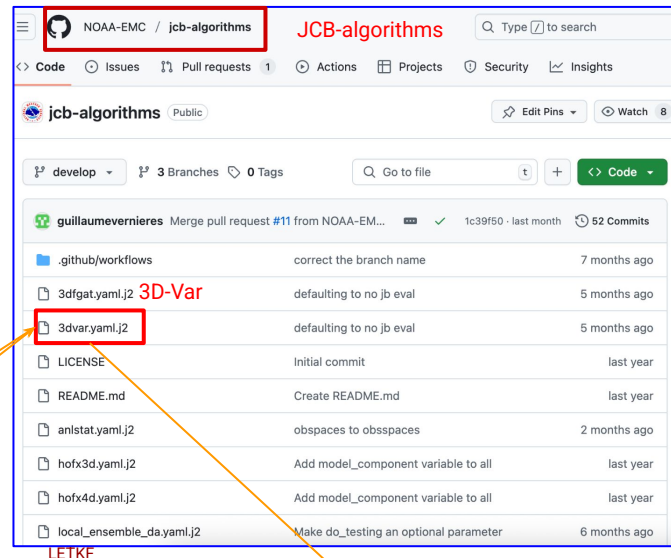 NOAA-EMC / jcb-algorithms JCB-algorithms Type / to search
<> Code Issues Pull requests 1 Actions Projects Security Insights
jcb-algorithms Public Edit Pins Watch 8
develop 3 Branches 0 Tags Go to file t + <> Code
guillaumevernieres Merge pull request #11 from NOAA-EM... 1c39f50 · last month 52 Commits
.github/workflows correct the branch name 7 months ago
3dfgat.yaml.j2 3D-Var defaulting to no jb eval 5 months ago
3dvar.yaml.j2 defaulting to no jb eval 5 months ago
LICENSE Initial commit last year
README.md Create README.md last year
anlstat.yaml.j2 obspaces to obsspaces 2 months ago
hofx3d.yaml.j2 Add model_component variable to all last year
hofx4d.yaml.j2 Add model_component variable to all last year
local_ensemble_da.yaml.j2 Make do_testing an optional parameter 6 months ago
LETKF